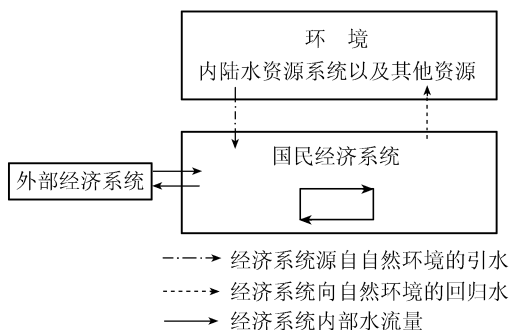 环 境
内陆水资源系统以及其他资源
国民经济系统
外部经济系统
经济系统源自自然环境的引水
经济系统向自然环境的回归水
经济系统内部水流量